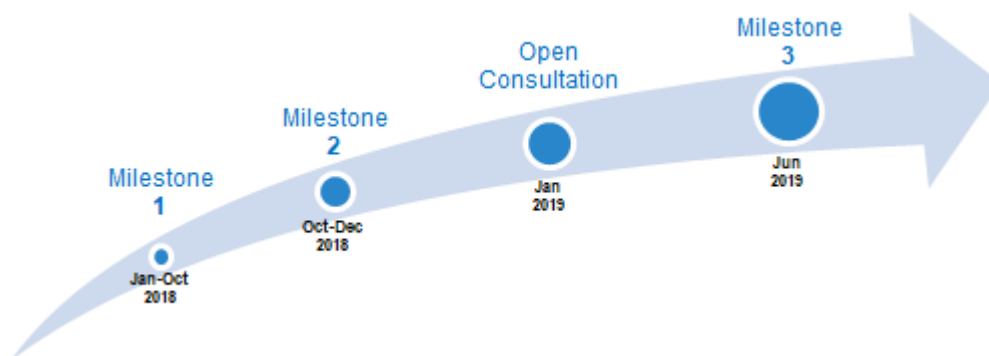 Milestone
1
Jan-Oct
2018
Milestone
2
Oct-Dec
2018
Open
Consultation
Jan
2019
Milestone
3
Jun
2019